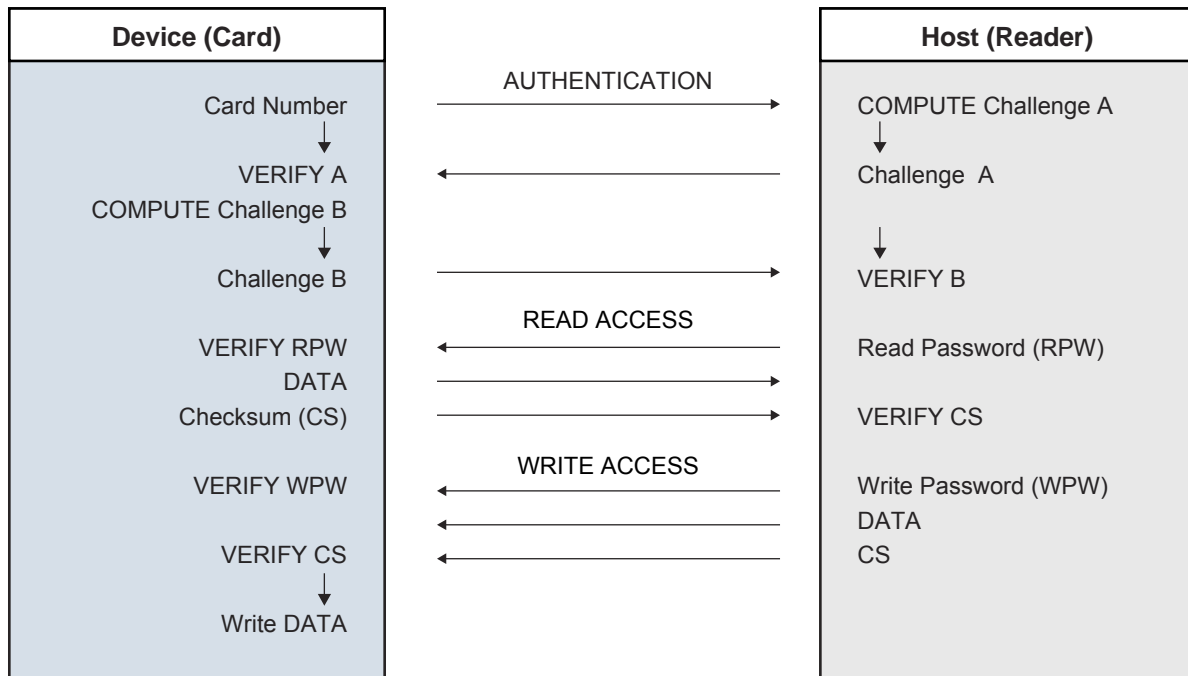 Device (Card)
Host (Reader)
AUTHENTICATION
Card Number
COMPUTE Challenge A
VERIFY A
Challenge A
COMPUTE Challenge B
Challenge B
VERIFY B
READ ACCESS
VERIFY RPW
Read Password (RPW)
DATA
Checksum (CS)
VERIFY CS
WRITE ACCESS
VERIFY WPW
Write Password (WPW)
DATA
VERIFY CS
CS
Write DATA